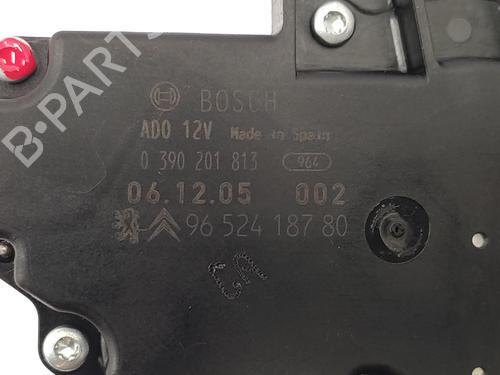 B-PARTS
BOSCH
ADO 12V Made in Spain
0 390 201 813 964
06.12.05 002
96 524 187 80